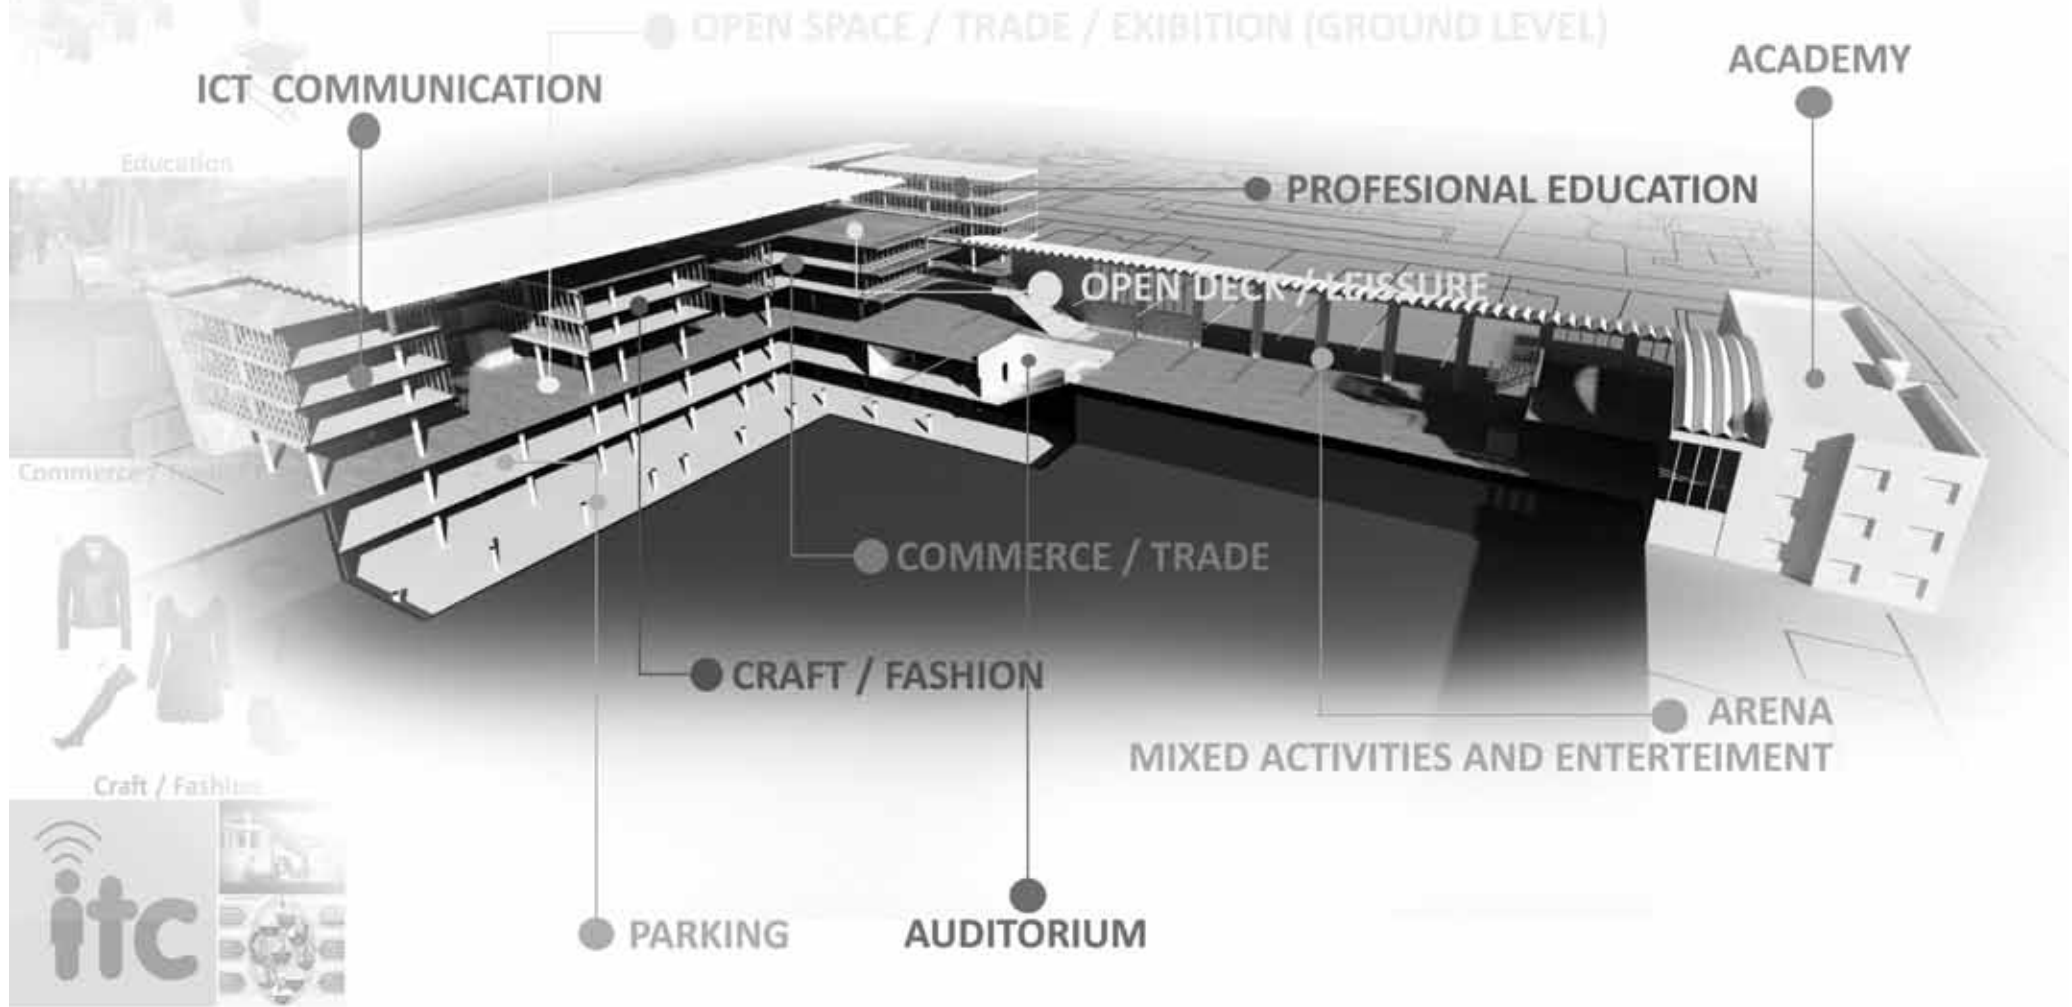 OPEN SPACE / TRADE / EXIBITION (GROUND LEVEL)
ACADEMY
ICT COMMUNICATION
Education
PROFESIONAL EDUCATION
OPEN DECK / LEISSURE
Commerce /
COMMERCE / TRADE
CRAFT / FASHION
ARENA
MIXED ACTIVITIES AND ENTERTEIMENT
Craft / Fashion
itc
PARKING
AUDITORIUM